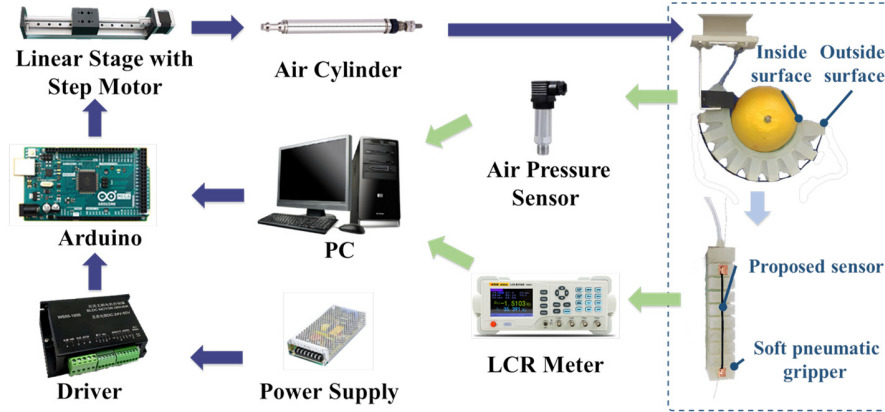 Linear Stage with
Step Motor
Air Cylinder
Inside
surface
Outside
surface
Air Pressure
Sensor
Arduino
PC
Proposed sensor
LCR Meter
Soft pneumatic
gripper
Driver
Power Supply